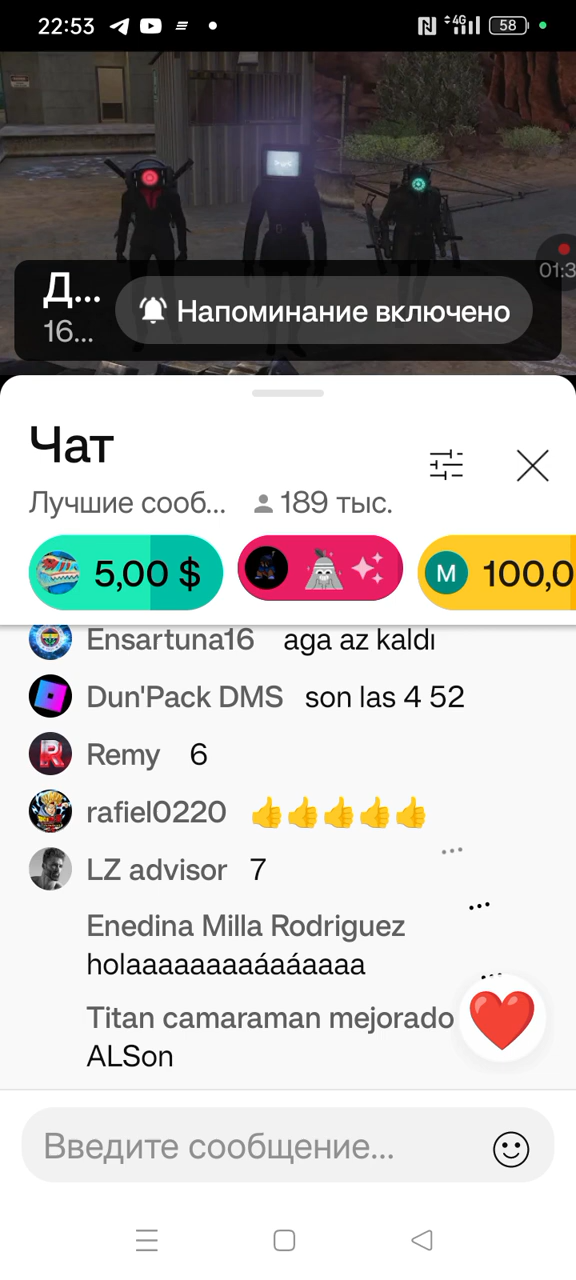 22:53
4G
58
01:3
Д...
16...
Напоминание включено
Чат
Лучшие сооб...
189 тыс.
5,00 $
M
100,0
Ensartuna16 aga az kaldı
Dun'Pack DMS son las 4 52
Remy 6
rafiel0220 👍👍👍👍👍
LZ advisor 7
Enedina Milla Rodriguez
holaaaaaaaaáaáaaaa
Titan camaraman mejorado
ALSon
Введите сообщение...